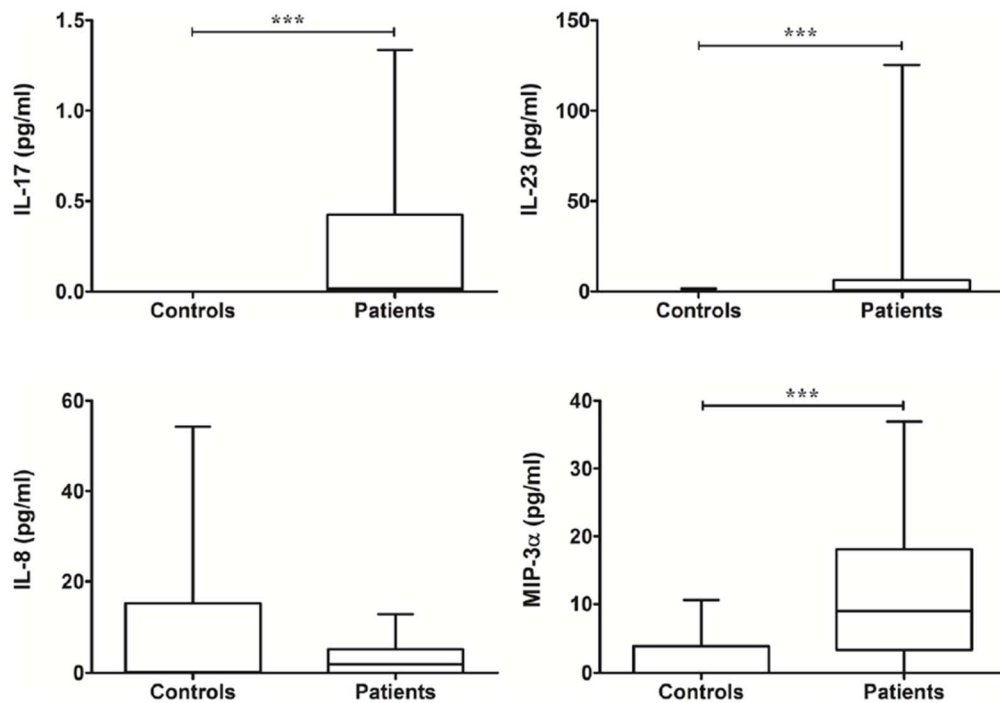 IL-17 (pg/ml)
1.5
1.0
0.5
0.0
***
Controls
Patients
IL-23 (pg/ml)
150
100
50
0
***
Controls
Patients
IL-8 (pg/ml)
60
40
20
0
Controls
Patients
MIP-3α (pg/ml)
40
30
20
10
0
***
Controls
Patients